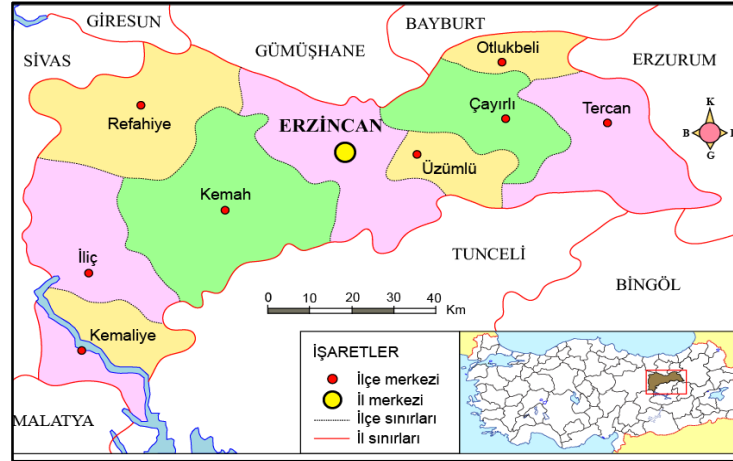 GİRESUN
BAYBURT
SİVAS
GÜMÜŞHANE
Otlukbeli
ERZURUM
Refahiye
ERZİNCAN
Çayırlı
Tercan
K
B
G
Üzümlü
Kemah
İliç
TUNCELİ
BİNGÖL
0 10 20 30 40 Km
Kemaliye
İŞARETLER
İlçe merkezi
İl merkezi
İlçe sınırları
İl sınırları
MALATYA